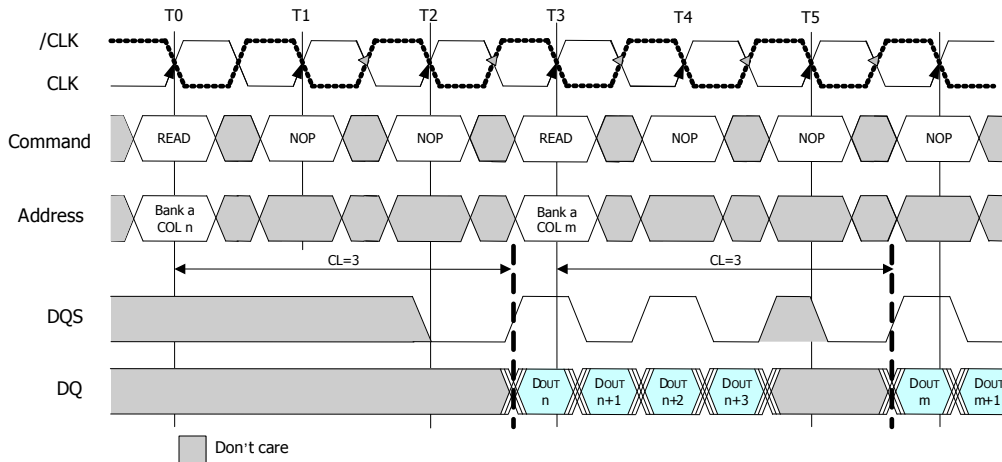 T0 T1 T2 T3 T4 T5
/CLK
CLK
Command READ NOP NOP READ NOP NOP NOP
Address Bank a COL n Bank a COL m
CL=3 CL=3
DQS
DQ DOUT n DOUT n+1 DOUT n+2 DOUT n+3 DOUT m DOUT m+1
Don't care